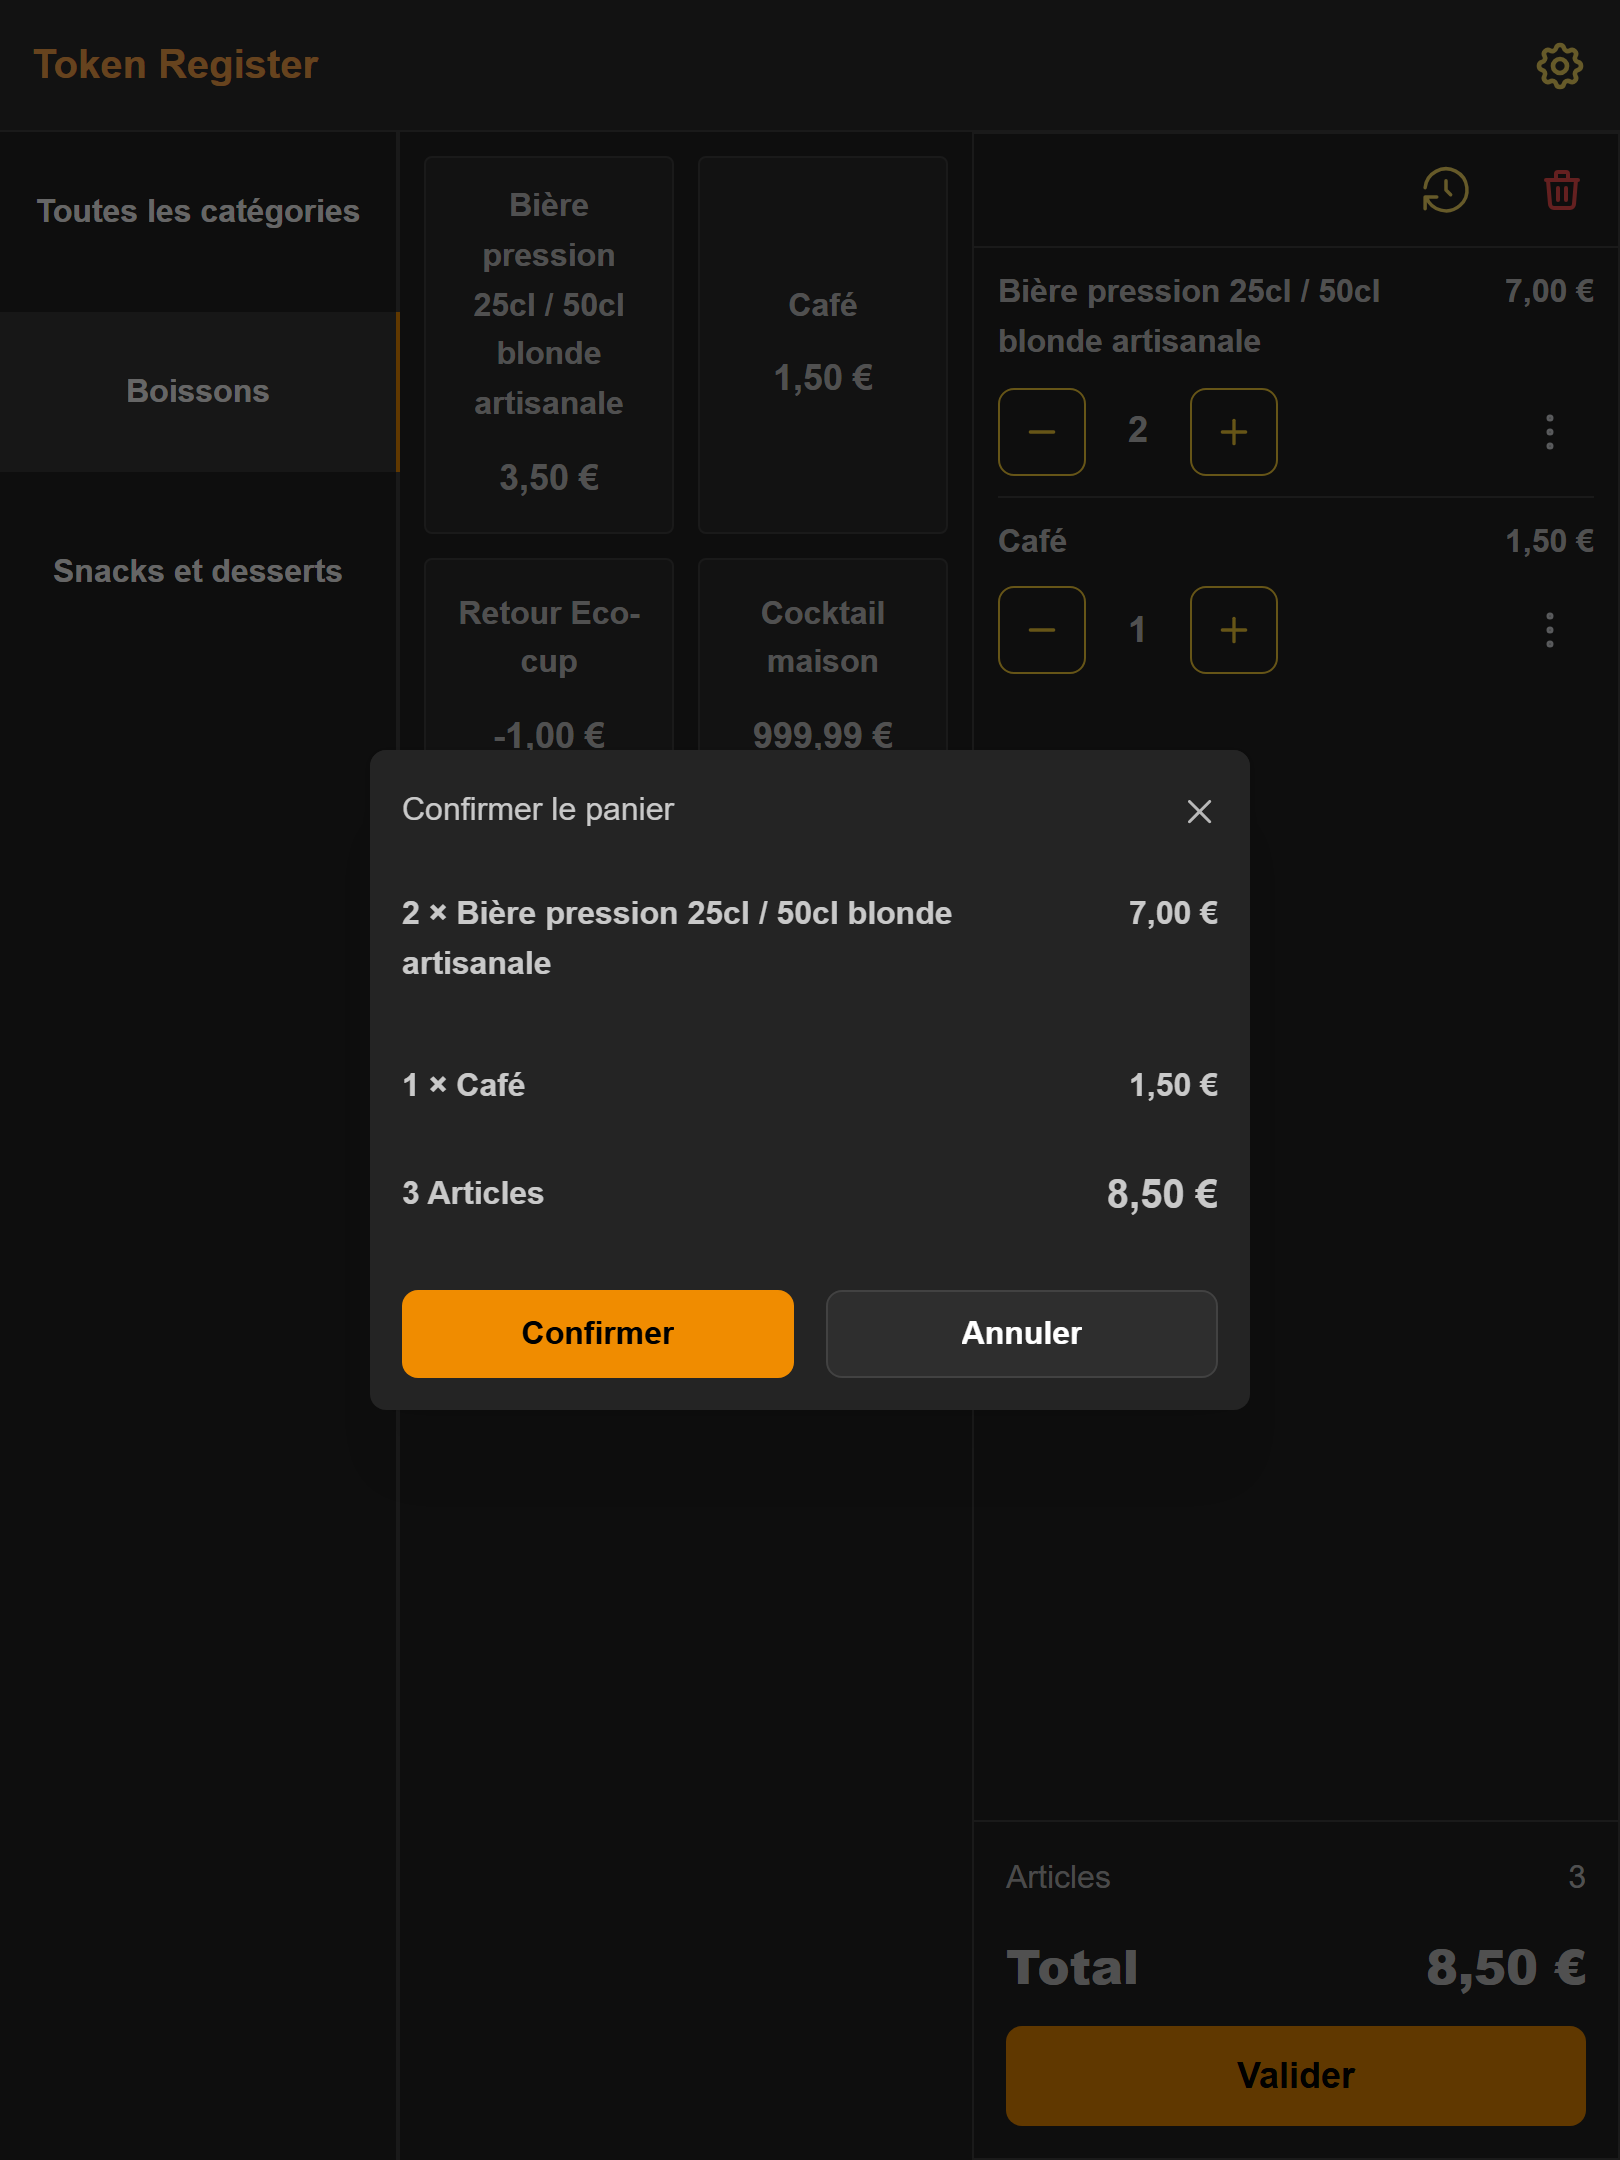 Token Register
Toutes les catégories
Boissons
Snacks et desserts
Bière
pression
25cl / 50cl
blonde
artisanale
3,50 €
Café
1,50 €
Retour Eco-
cup
-1,00 €
Cocktail
maison
999,99 €
Bière pression 25cl / 50cl
blonde artisanale
7,00 €
2
Café
1,50 €
1
Confirmer le panier
2 × Bière pression 25cl / 50cl blonde
artisanale
7,00 €
1 × Café
1,50 €
3 Articles
8,50 €
Confirmer
Annuler
Articles
3
Total
8,50 €
Valider